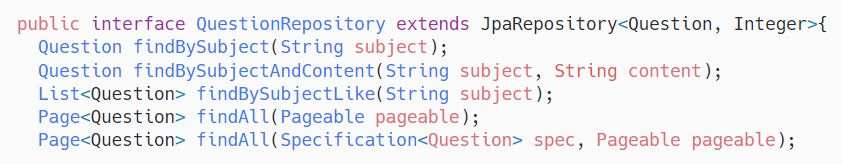 public interface QuestionRepository extends JpaRepository<Question, Integer>{
  Question findBySubject(String subject);
  Question findBySubjectAndContent(String subject, String content);
  List<Question> findBySubjectLike(String subject);
  Page<Question> findAll(Pageable pageable);
  Page<Question> findAll(Specification<Question> spec, Pageable pageable);